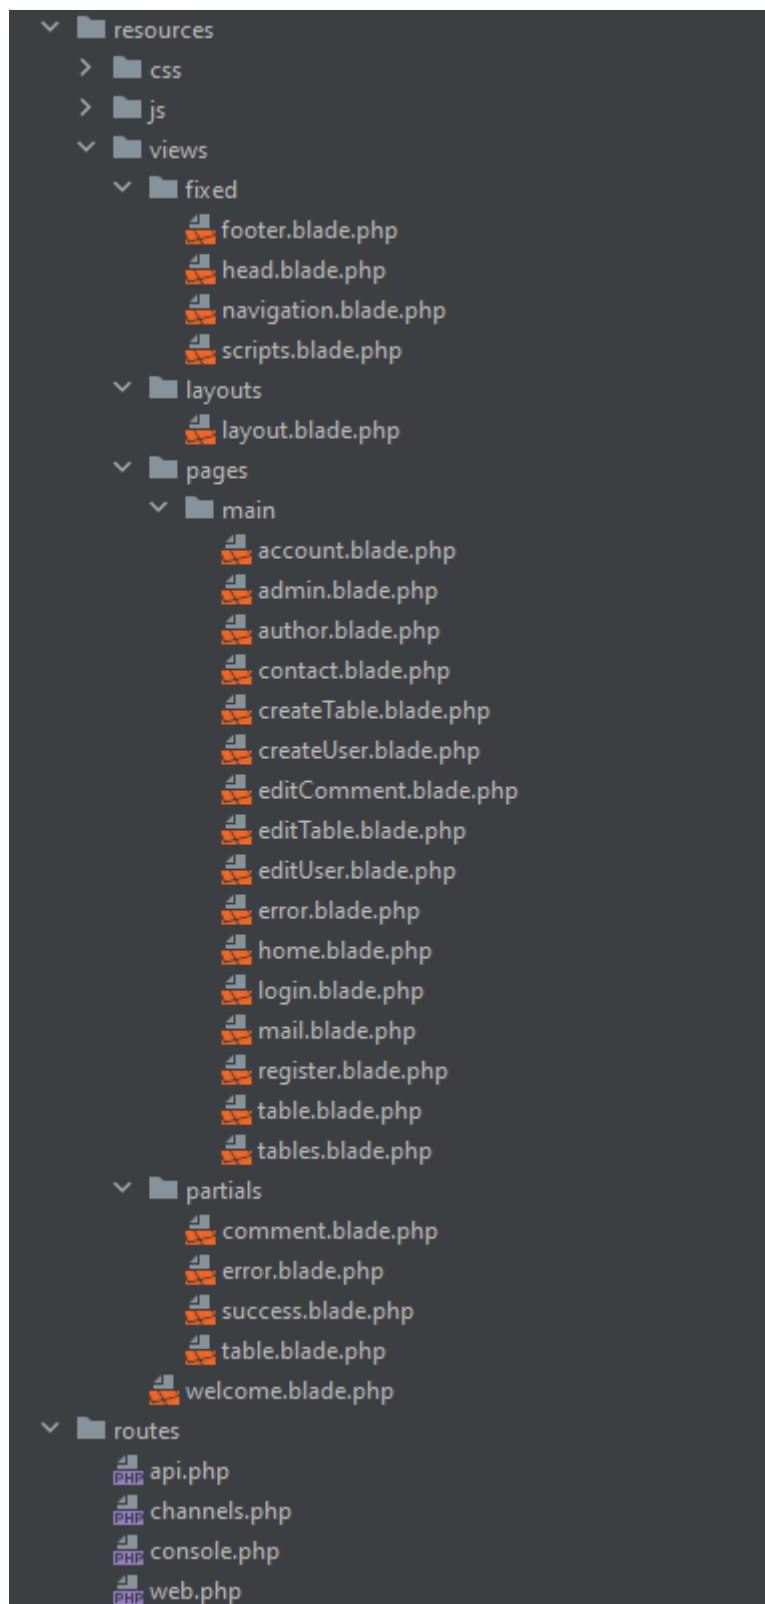 resources
css
js
views
fixed
footer.blade.php
head.blade.php
navigation.blade.php
scripts.blade.php
layouts
layout.blade.php
pages
main
account.blade.php
admin.blade.php
author.blade.php
contact.blade.php
createTable.blade.php
createUser.blade.php
editComment.blade.php
editTable.blade.php
editUser.blade.php
error.blade.php
home.blade.php
login.blade.php
mail.blade.php
register.blade.php
table.blade.php
tables.blade.php
partials
comment.blade.php
error.blade.php
success.blade.php
table.blade.php
welcome.blade.php
routes
PHP api.php
PHP channels.php
PHP console.php
PHP web.php